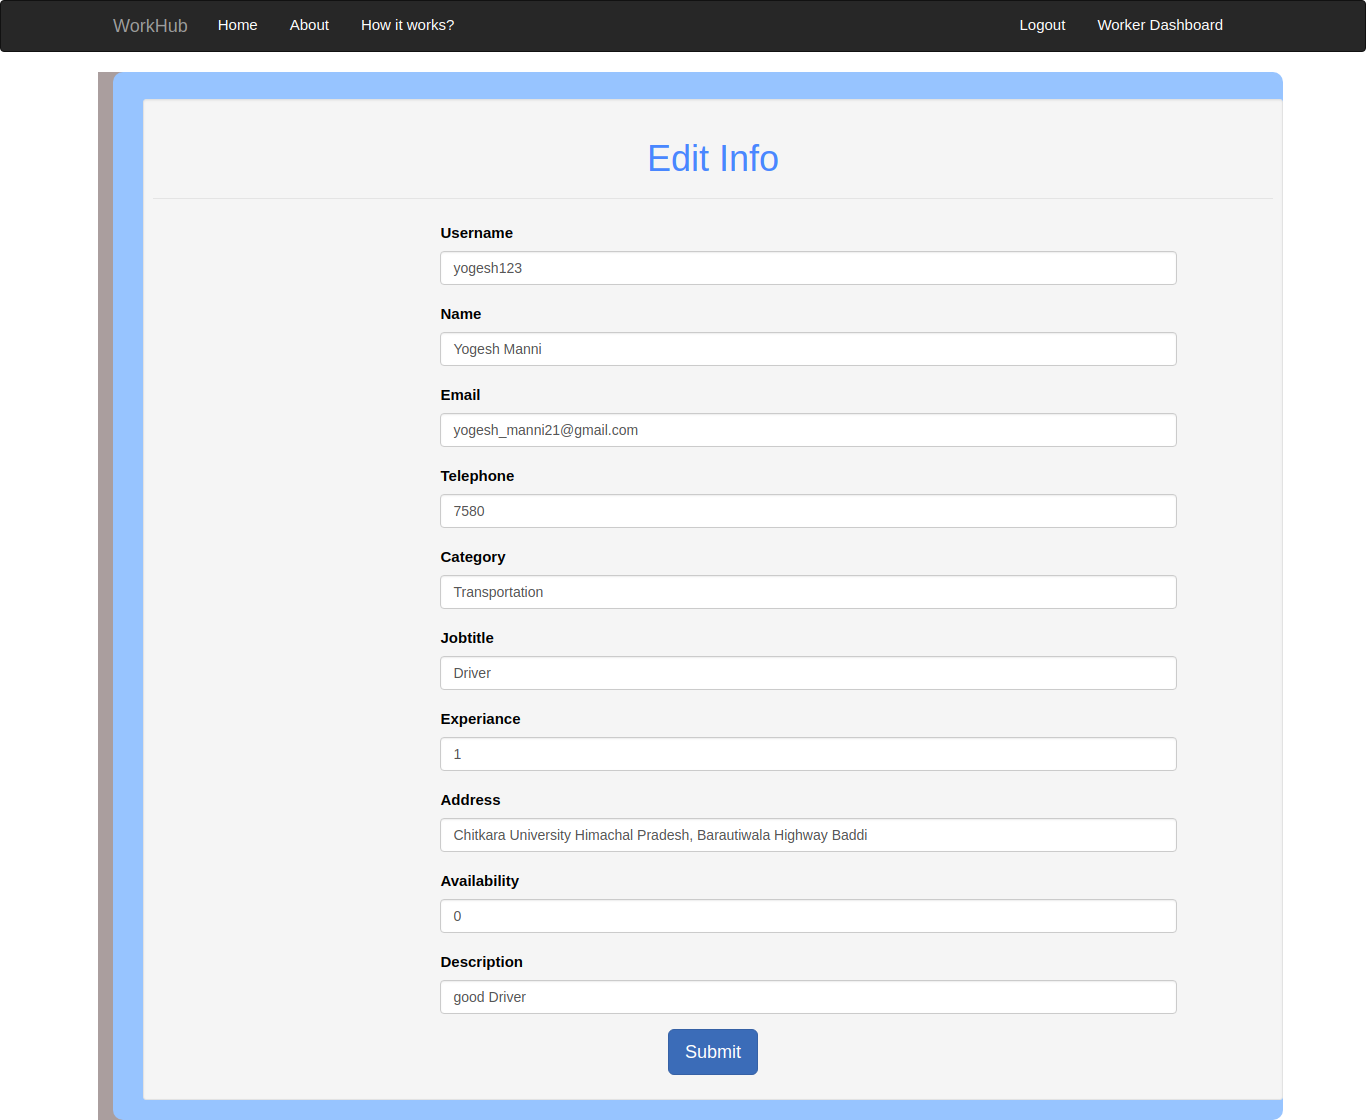 WorkHub Home About How it works? Logout Worker Dashboard
Edit Info
Username
yogesh123
Name
Yogesh Manni
Email
yogesh_manni21@gmail.com
Telephone
7580
Category
Transportation
Jobtitle
Driver
Experiance
1
Address
Chitkara University Himachal Pradesh, Barautiwala Highway Baddi
Availability
0
Description
good Driver
Submit